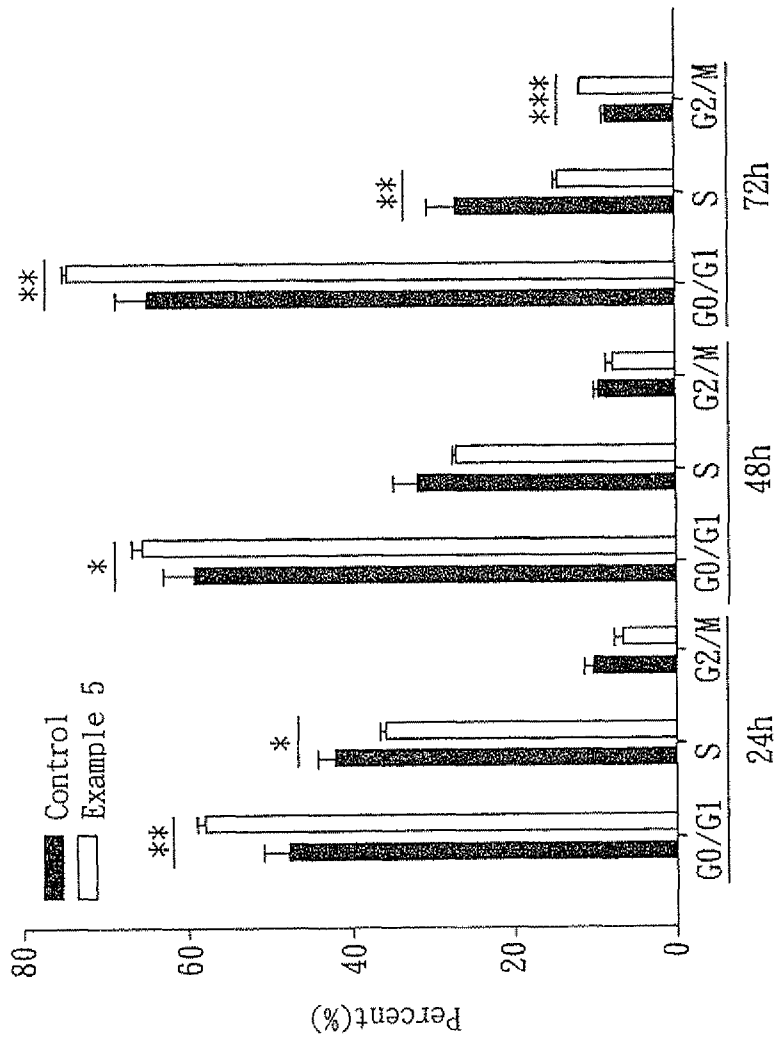 Control
Example 5
Percent(%)
80
60
40
20
0
**
*
*
**
**
***
G0/G1 S G2/M G0/G1 S G2/M G0/G1 S G2/M
24h 48h 72h